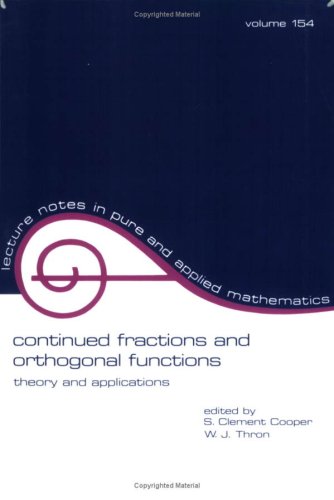 Copyrighted Material
volume 154
lecture notes in pure and applied mathematics
continued fractions and
orthogonal functions
theory and applications
edited by
S. Clement Cooper
W. J. Thron
Copyrighted Material